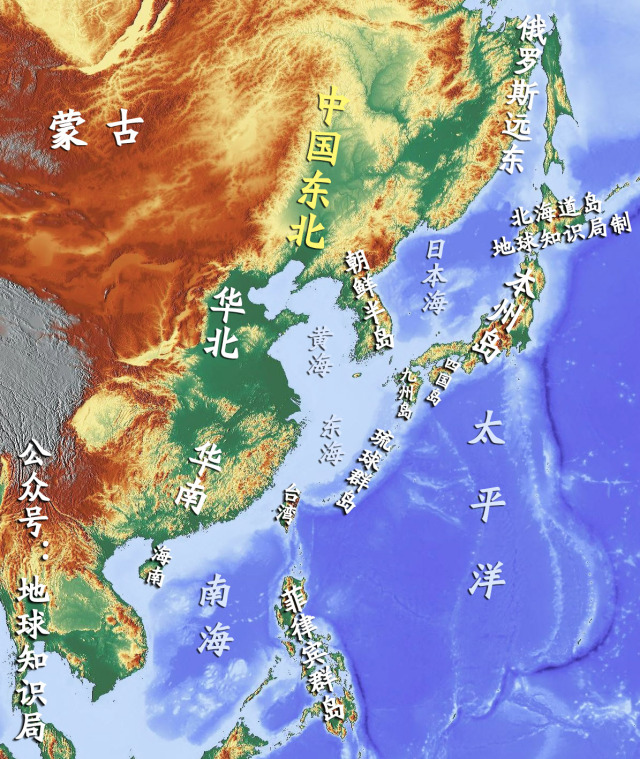 俄罗斯远东
蒙古
中国东北
北海道岛
地球知识局制
日本海
朝鲜半岛
本州岛
华北
黄海
四国岛
九州岛
东海
琉球群岛
太平洋
华南
公众号：地球知识局
台湾
海南
南海
菲律宾群岛